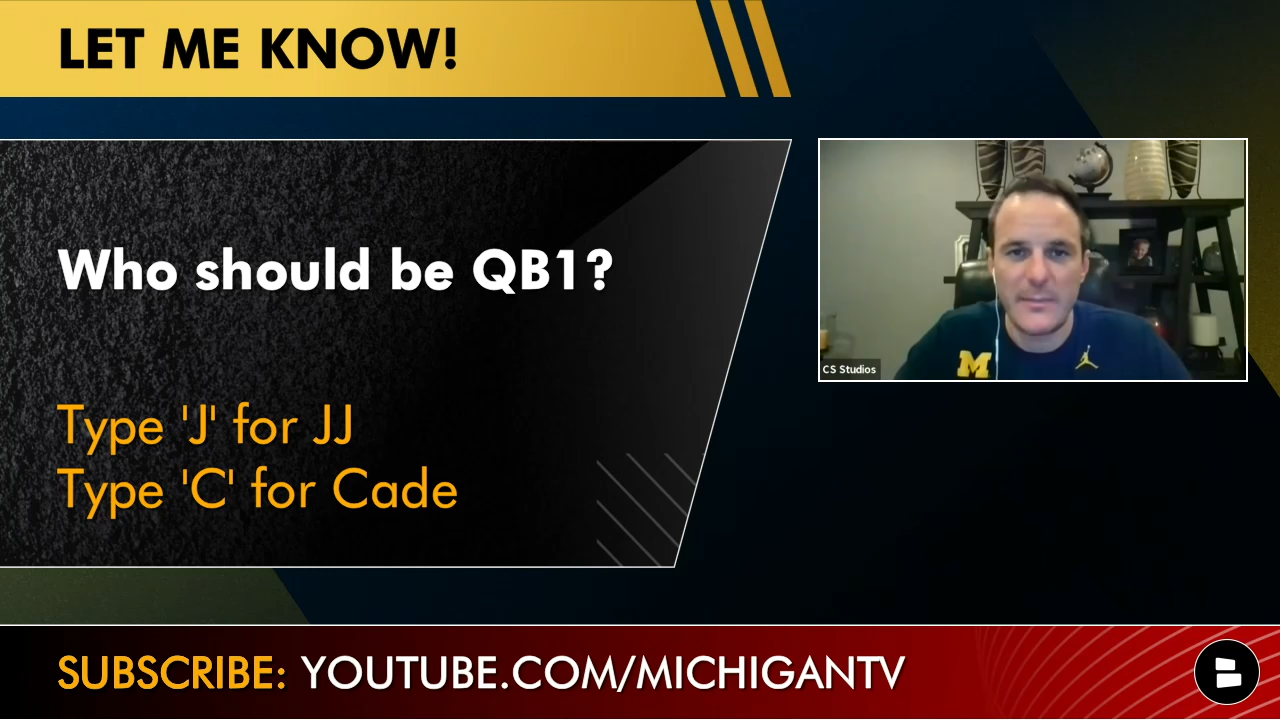 LET ME KNOW!
Who should be QB1?
Type 'J' for JJ
Type 'C' for Cade
M
CS Studios
SUBSCRIBE: YOUTUBE.COM/MICHIGANTV